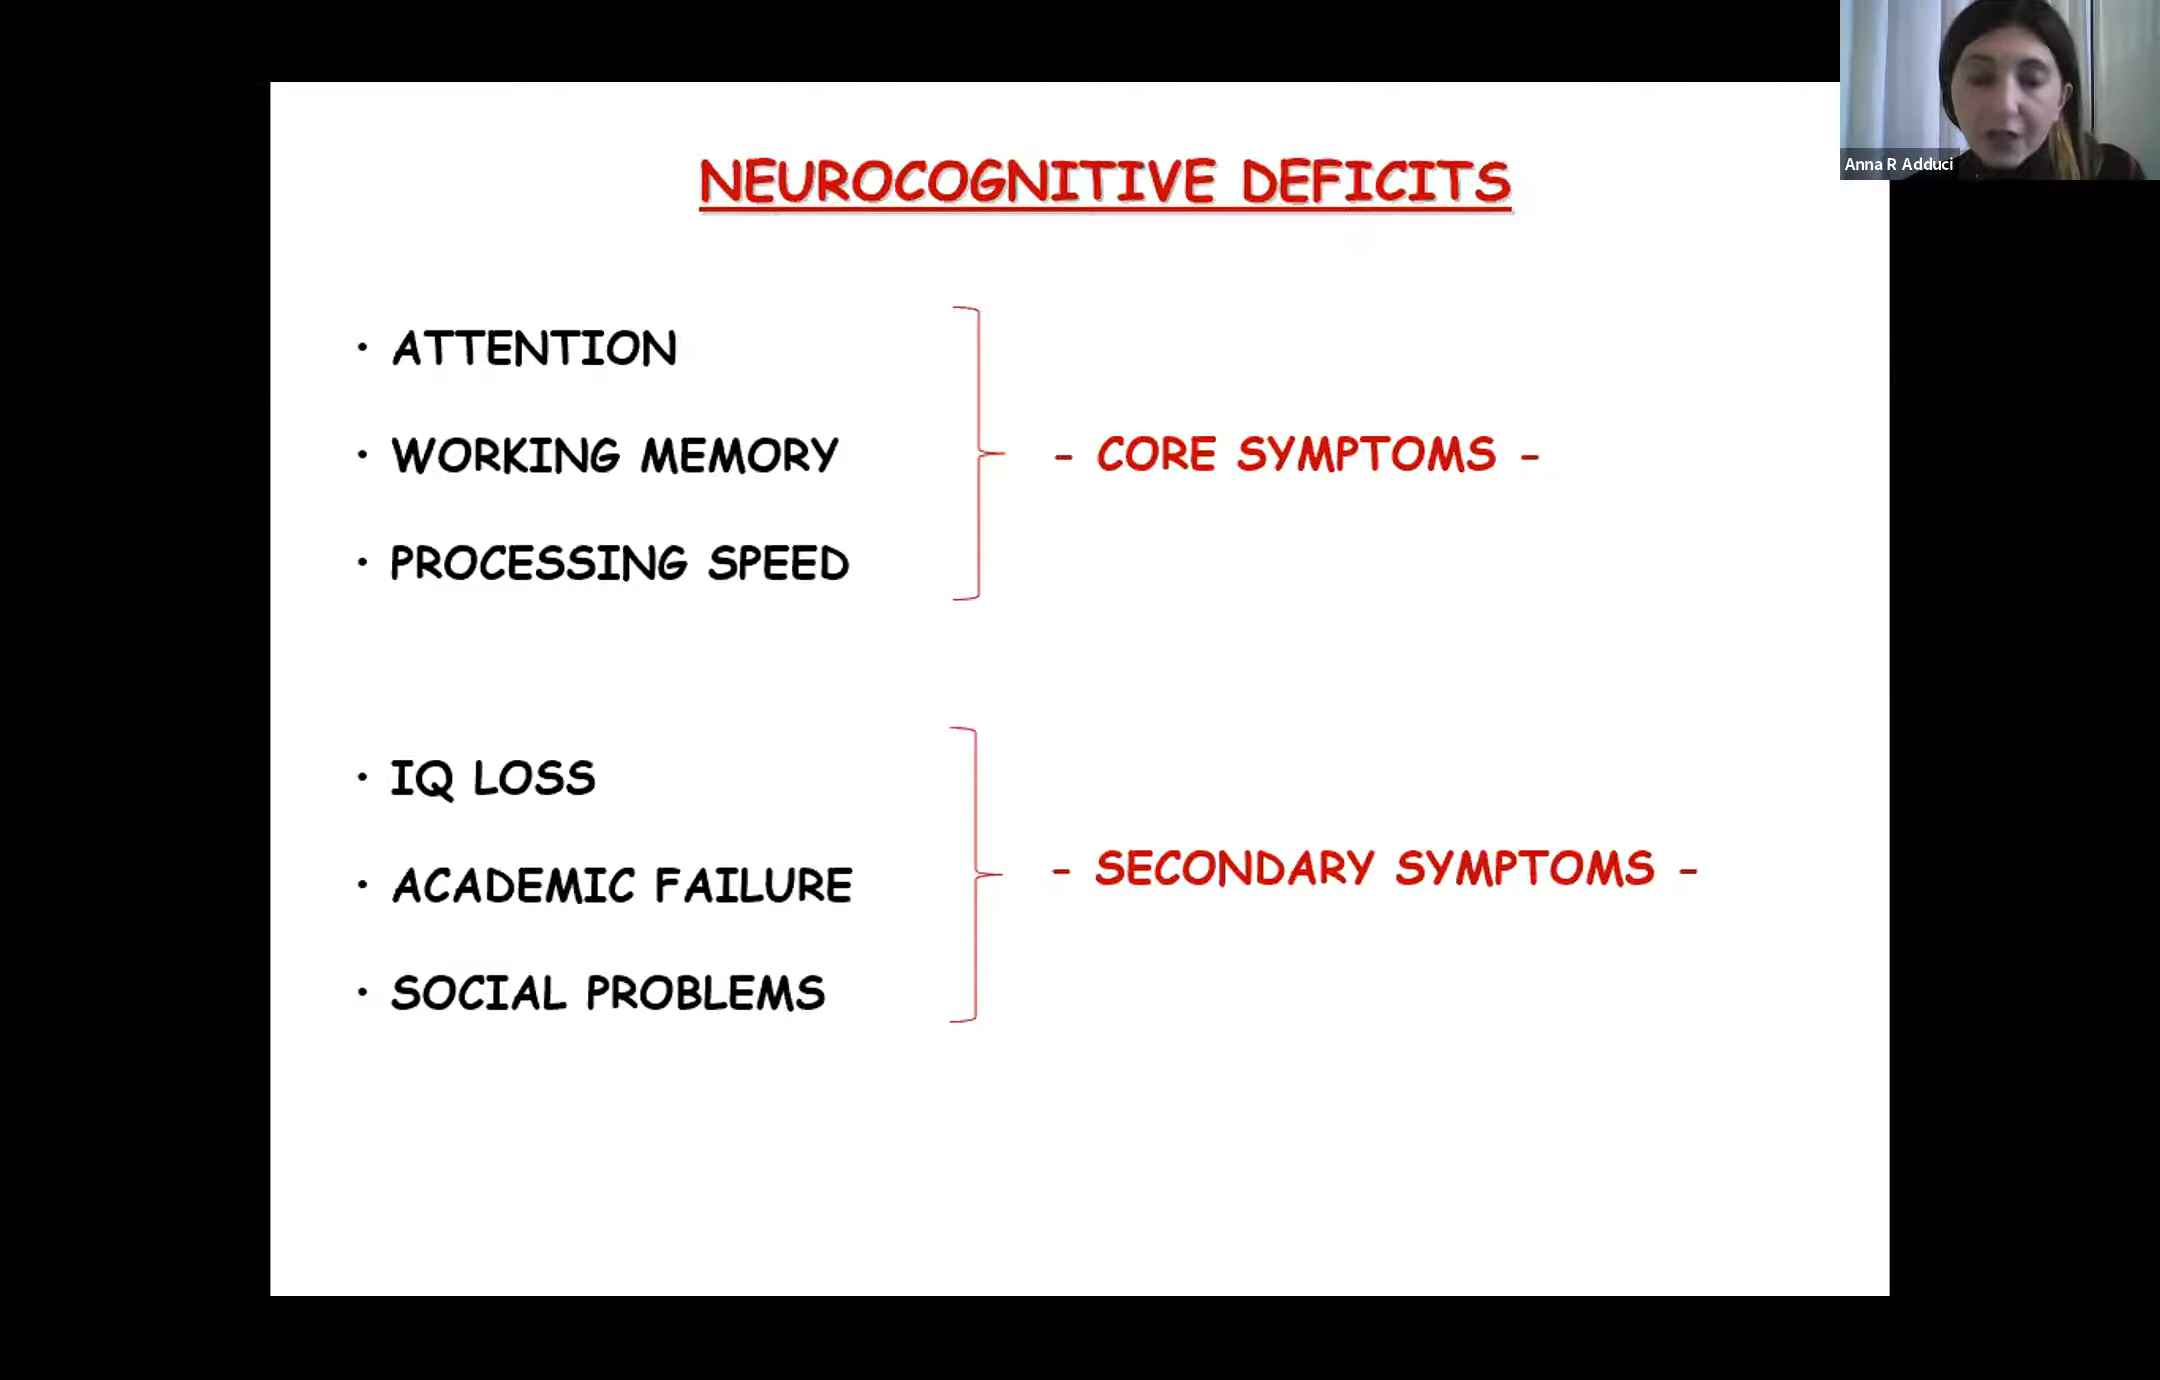 Anna R Adduci
NEUROCOGNITIVE DEFICITS
• ATTENTION
• WORKING MEMORY
• PROCESSING SPEED
- CORE SYMPTOMS -
• IQ LOSS
• ACADEMIC FAILURE
• SOCIAL PROBLEMS
- SECONDARY SYMPTOMS -